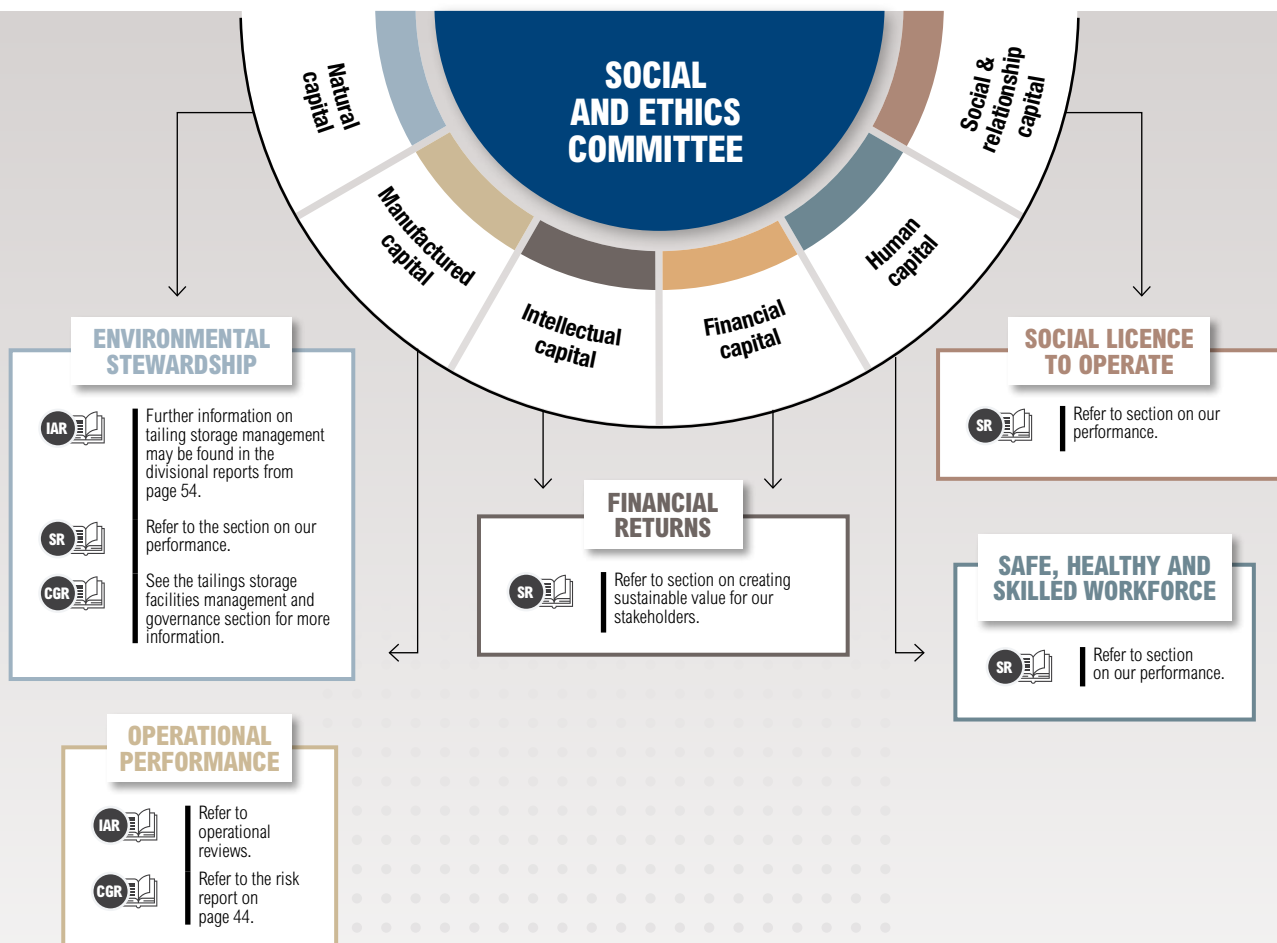 SOCIAL
AND ETHICS
COMMITTEE
Natural
capital
Manufactured
capital
Intellectual
capital
Financial
capital
Human
capital
Social &
relationship
capital
ENVIRONMENTAL
STEWARDSHIP
IAR
Further information on
tailing storage management
may be found in the
divisional reports from
page 54.
SR
Refer to the section on our
performance.
CGR
See the tailings storage
facilities management and
governance section for more
information.
OPERATIONAL
PERFORMANCE
IAR
Refer to
operational
reviews.
CGR
Refer to the risk
report on
page 44.
FINANCIAL
RETURNS
SR
Refer to section on creating
sustainable value for our
stakeholders.
SOCIAL LICENCE
TO OPERATE
SR
Refer to section on our
performance.
SAFE, HEALTHY AND
SKILLED WORKFORCE
SR
Refer to section
on our performance.